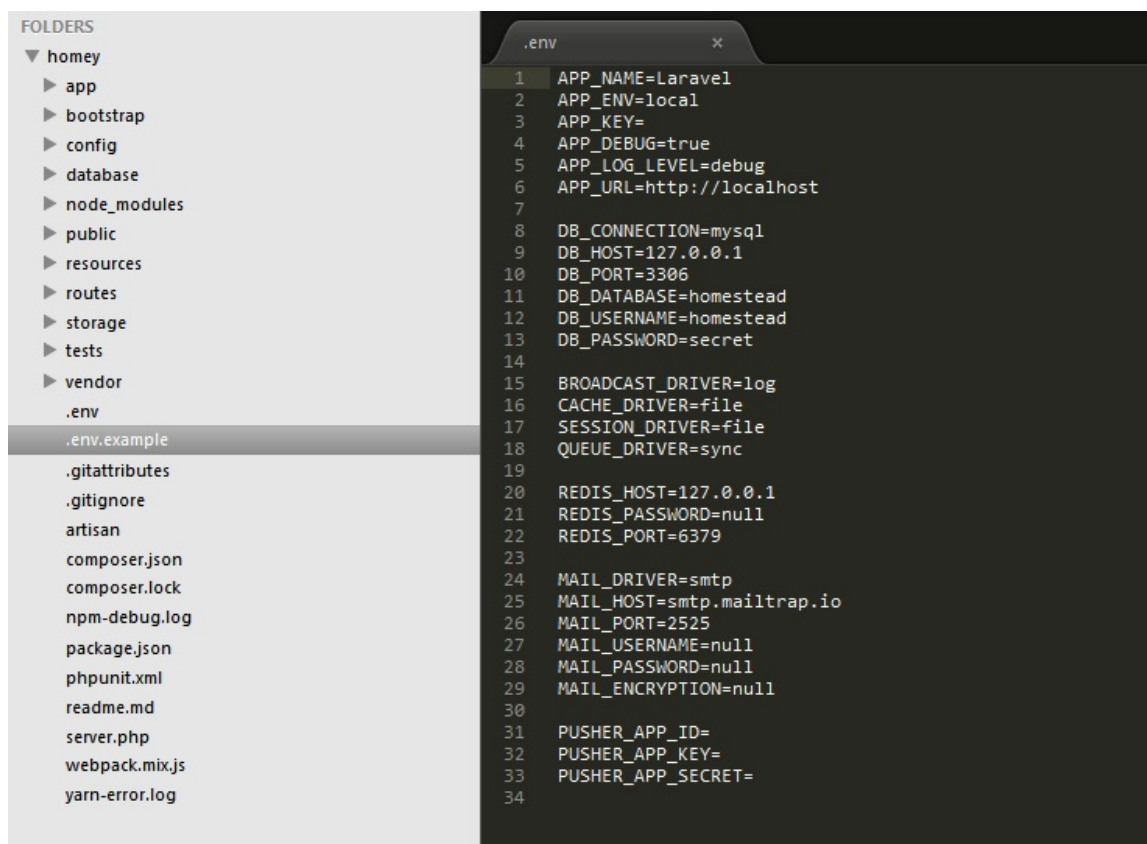 FOLDERS
homey
app
bootstrap
config
database
node_modules
public
resources
routes
storage
tests
vendor
.env
.env.example
.gitattributes
.gitignore
artisan
composer.json
composer.lock
npm-debug.log
package.json
phpunit.xml
readme.md
server.php
webpack.mix.js
yarn-error.log
.env ×
1 APP_NAME=Laravel
2 APP_ENV=local
3 APP_KEY=
4 APP_DEBUG=true
5 APP_LOG_LEVEL=debug
6 APP_URL=http://localhost
7
8 DB_CONNECTION=mysql
9 DB_HOST=127.0.0.1
10 DB_PORT=3306
11 DB_DATABASE=homestead
12 DB_USERNAME=homestead
13 DB_PASSWORD=secret
14
15 BROADCAST_DRIVER=log
16 CACHE_DRIVER=file
17 SESSION_DRIVER=file
18 QUEUE_DRIVER=sync
19
20 REDIS_HOST=127.0.0.1
21 REDIS_PASSWORD=null
22 REDIS_PORT=6379
23
24 MAIL_DRIVER=smtp
25 MAIL_HOST=smtp.mailtrap.io
26 MAIL_PORT=2525
27 MAIL_USERNAME=null
28 MAIL_PASSWORD=null
29 MAIL_ENCRYPTION=null
30
31 PUSHER_APP_ID=
32 PUSHER_APP_KEY=
33 PUSHER_APP_SECRET=
34